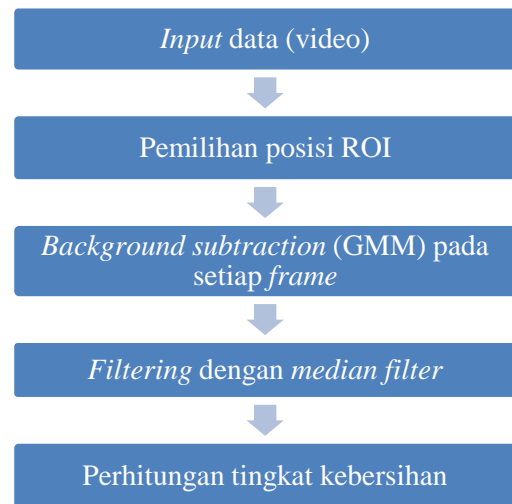 Input data (video)
Pemilihan posisi ROI
Background subtraction (GMM) pada
setiap frame
Filtering dengan median filter
Perhitungan tingkat kebersihan